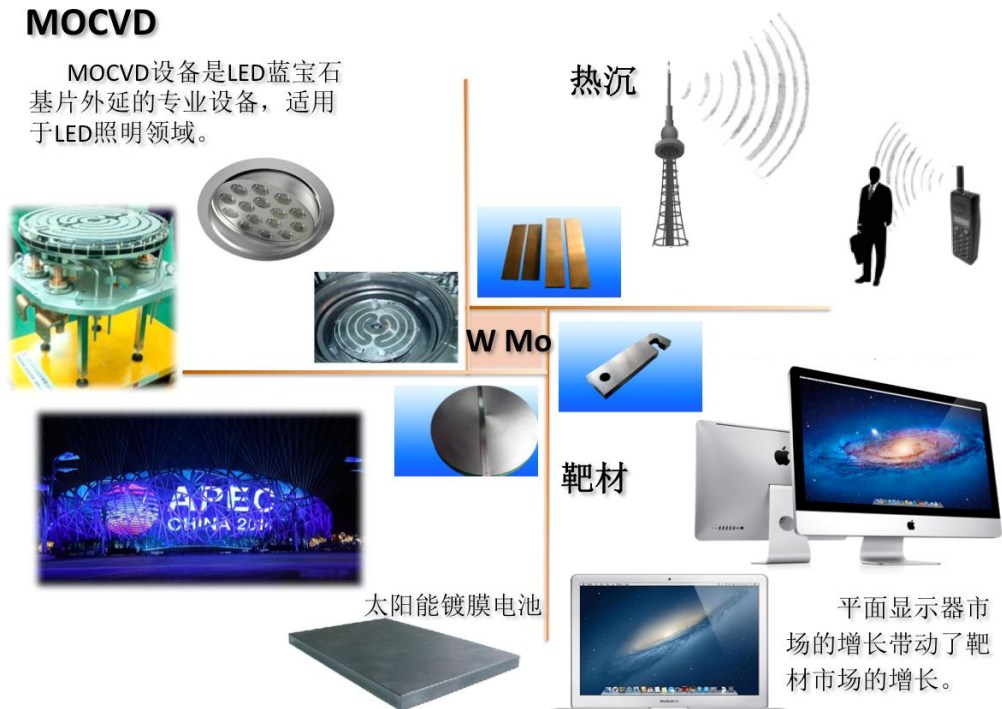 MOCVD
MOCVD设备是LED蓝宝石
基片外延的专业设备，适用
于LED照明领域。
热沉
W Mo
APEC
CHINA 2014
靶材
太阳能镀膜电池
平面显示器市
场的增长带动了靶
材市场的增长。
MacBook Air